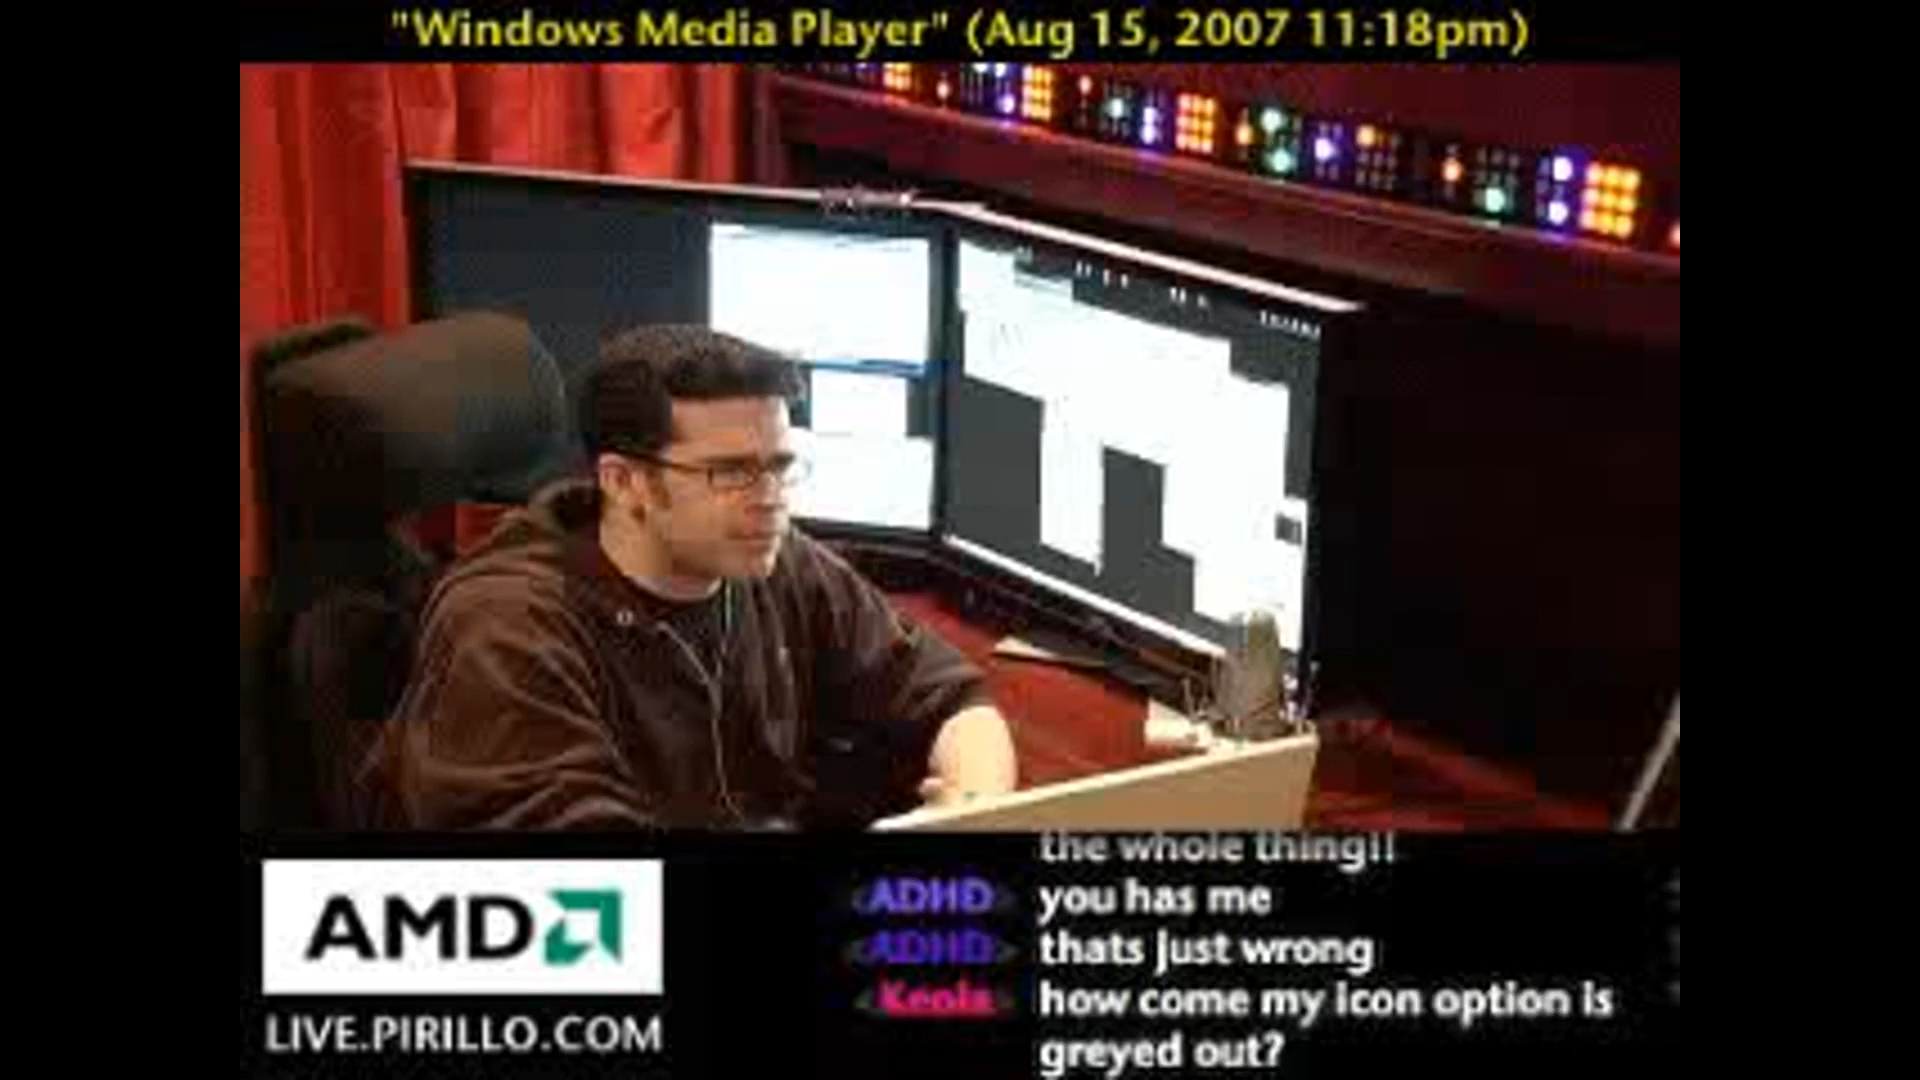 "Windows Media Player" (Aug 15, 2007 11:18pm)
the whole thing!!
<ADHD> you has me
<ADHD> thats just wrong
<Keola> how come my icon option is
greyed out?
AMD
LIVE.PIRILLO.COM